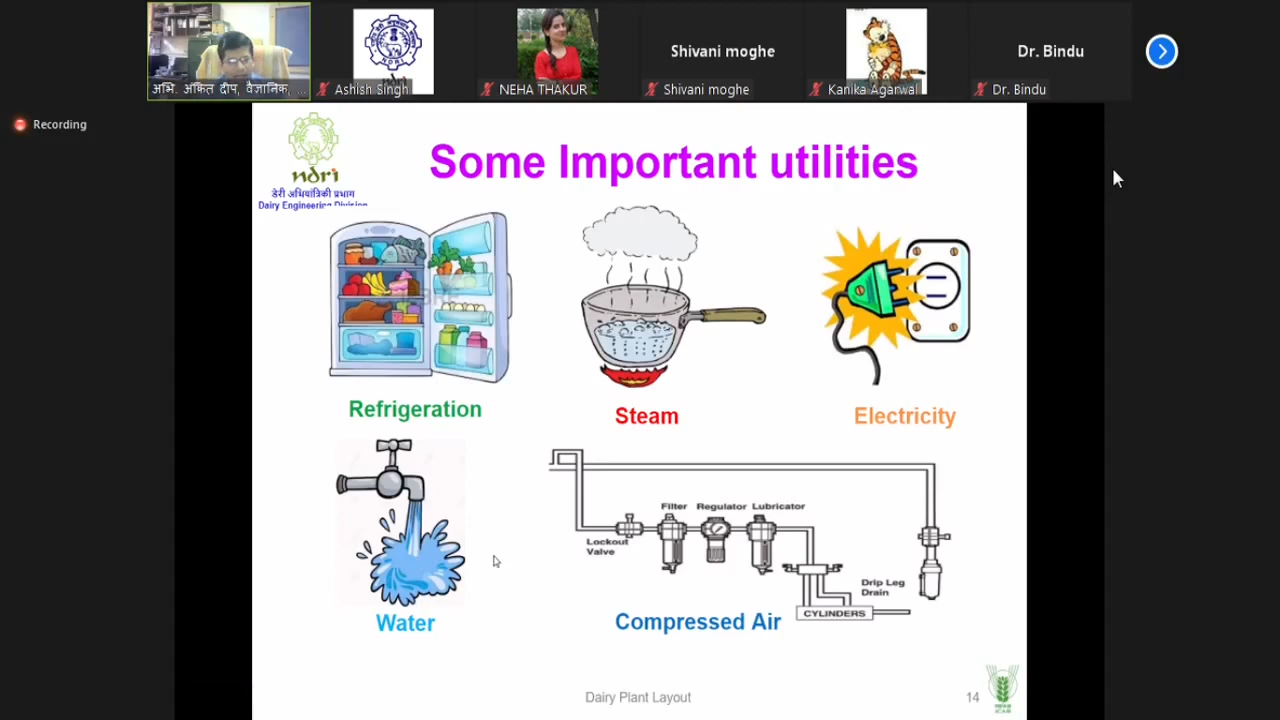 Shivani moghe
Dr. Bindu
अभि. अंकित दीप, वैज्ञानिक, ...
Ashish Singh
NEHA THAKUR
Shivani moghe
Kanika Agarwal
Dr. Bindu
Recording
ndri
डेरी अभियांत्रिकी प्रभाग
Dairy Engineering Division
Some Important utilities
Refrigeration
Steam
Electricity
Filter
Regulator
Lubricator
Lockout
Valve
Drip Leg
Drain
CYLINDERS
Water
Compressed Air
Dairy Plant Layout
14
ICAR